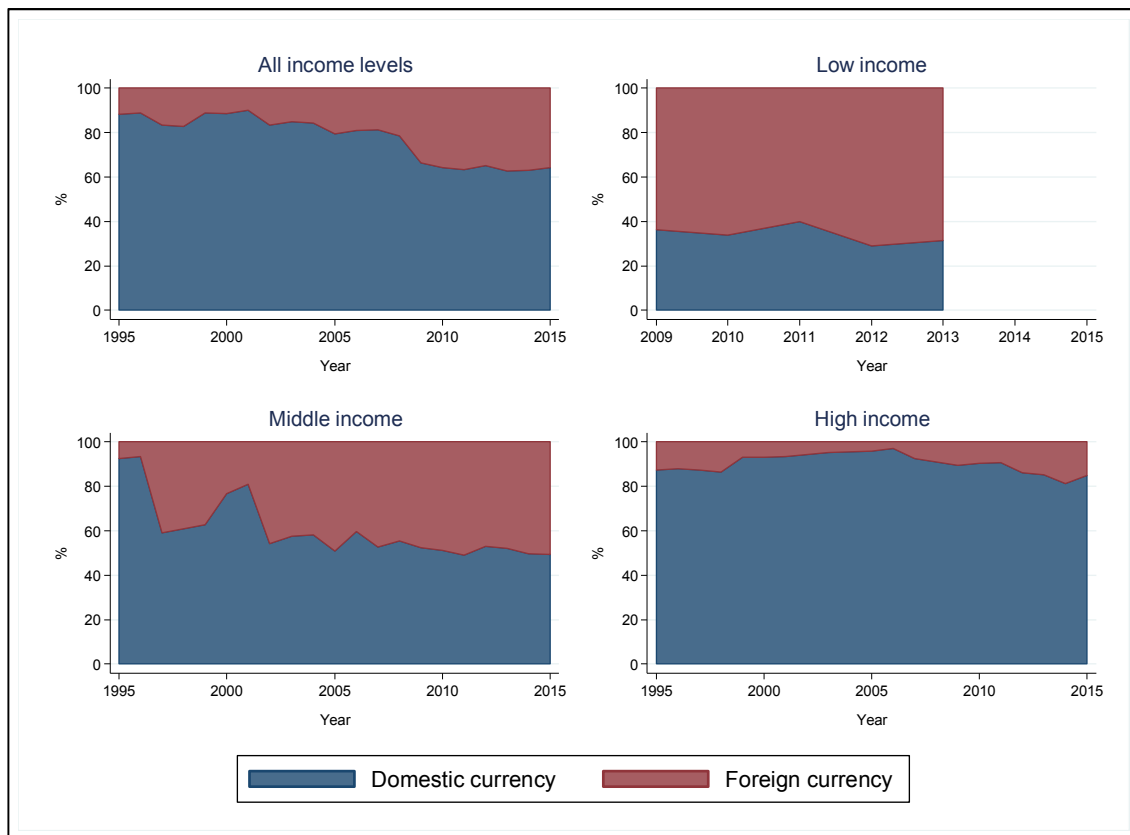 All income levels
100
80
60
40
20
0
%
1995 2000 2005 2010 2015
Year
Low income
100
80
60
40
20
0
%
2009 2010 2011 2012 2013 2014 2015
Year
Middle income
100
80
60
40
20
0
%
1995 2000 2005 2010 2015
Year
High income
100
80
60
40
20
0
%
1995 2000 2005 2010 2015
Year
Domestic currency Foreign currency